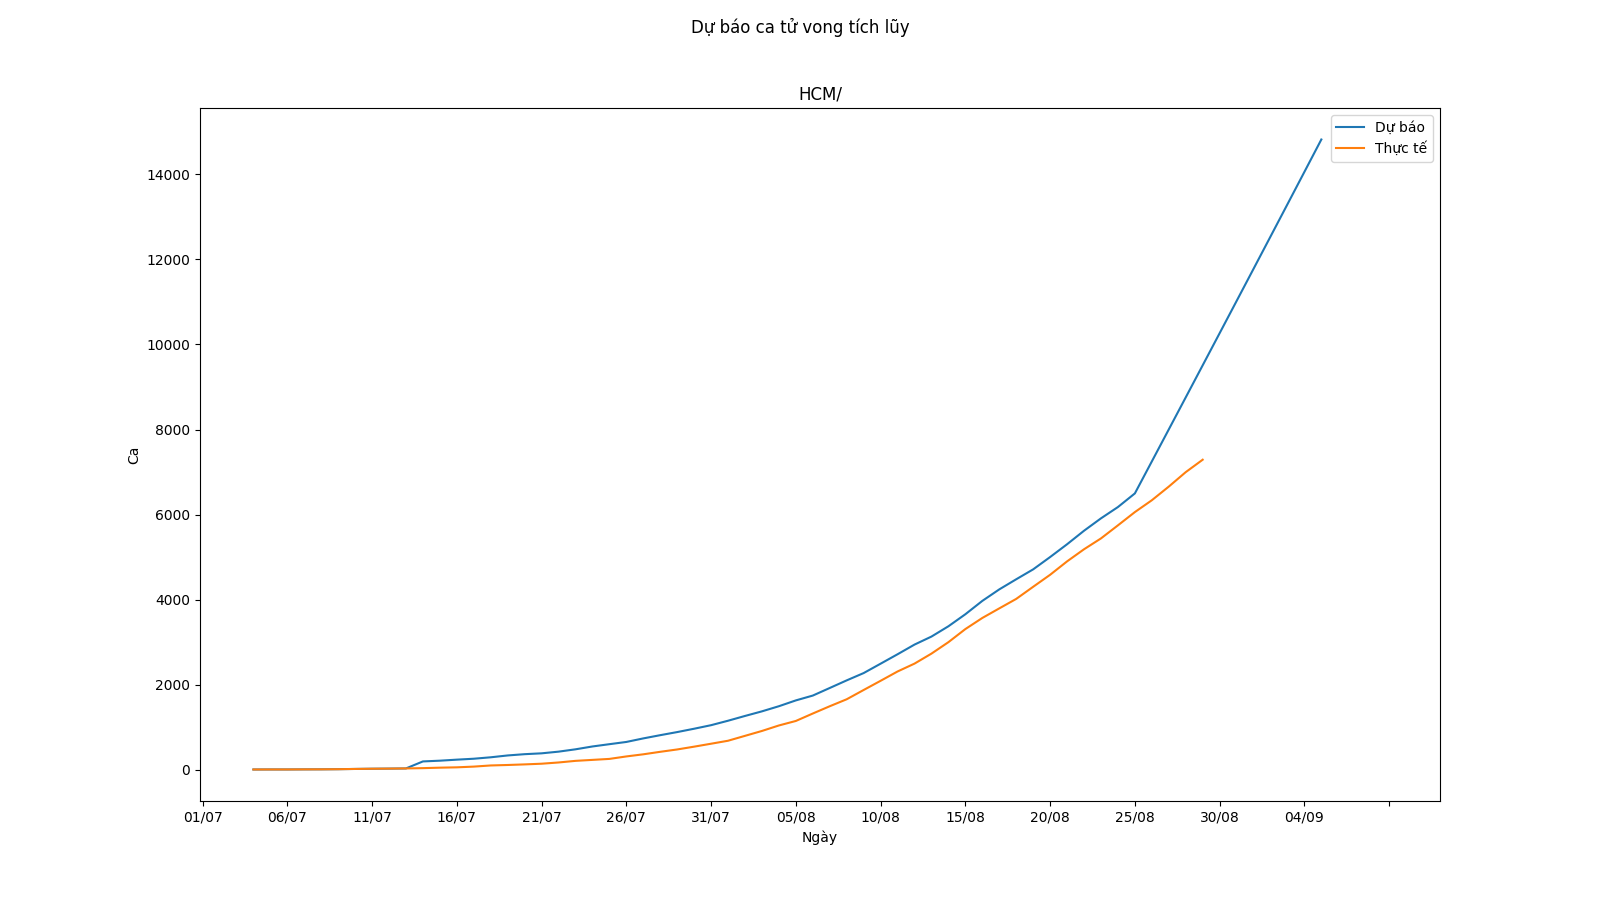 Dự báo ca tử vong tích lũy
HCM/
Dự báo
Thực tế
14000
12000
10000
8000
6000
4000
2000
0
Ca
01/07 06/07 11/07 16/07 21/07 26/07 31/07 05/08 10/08 15/08 20/08 25/08 30/08 04/09
Ngày